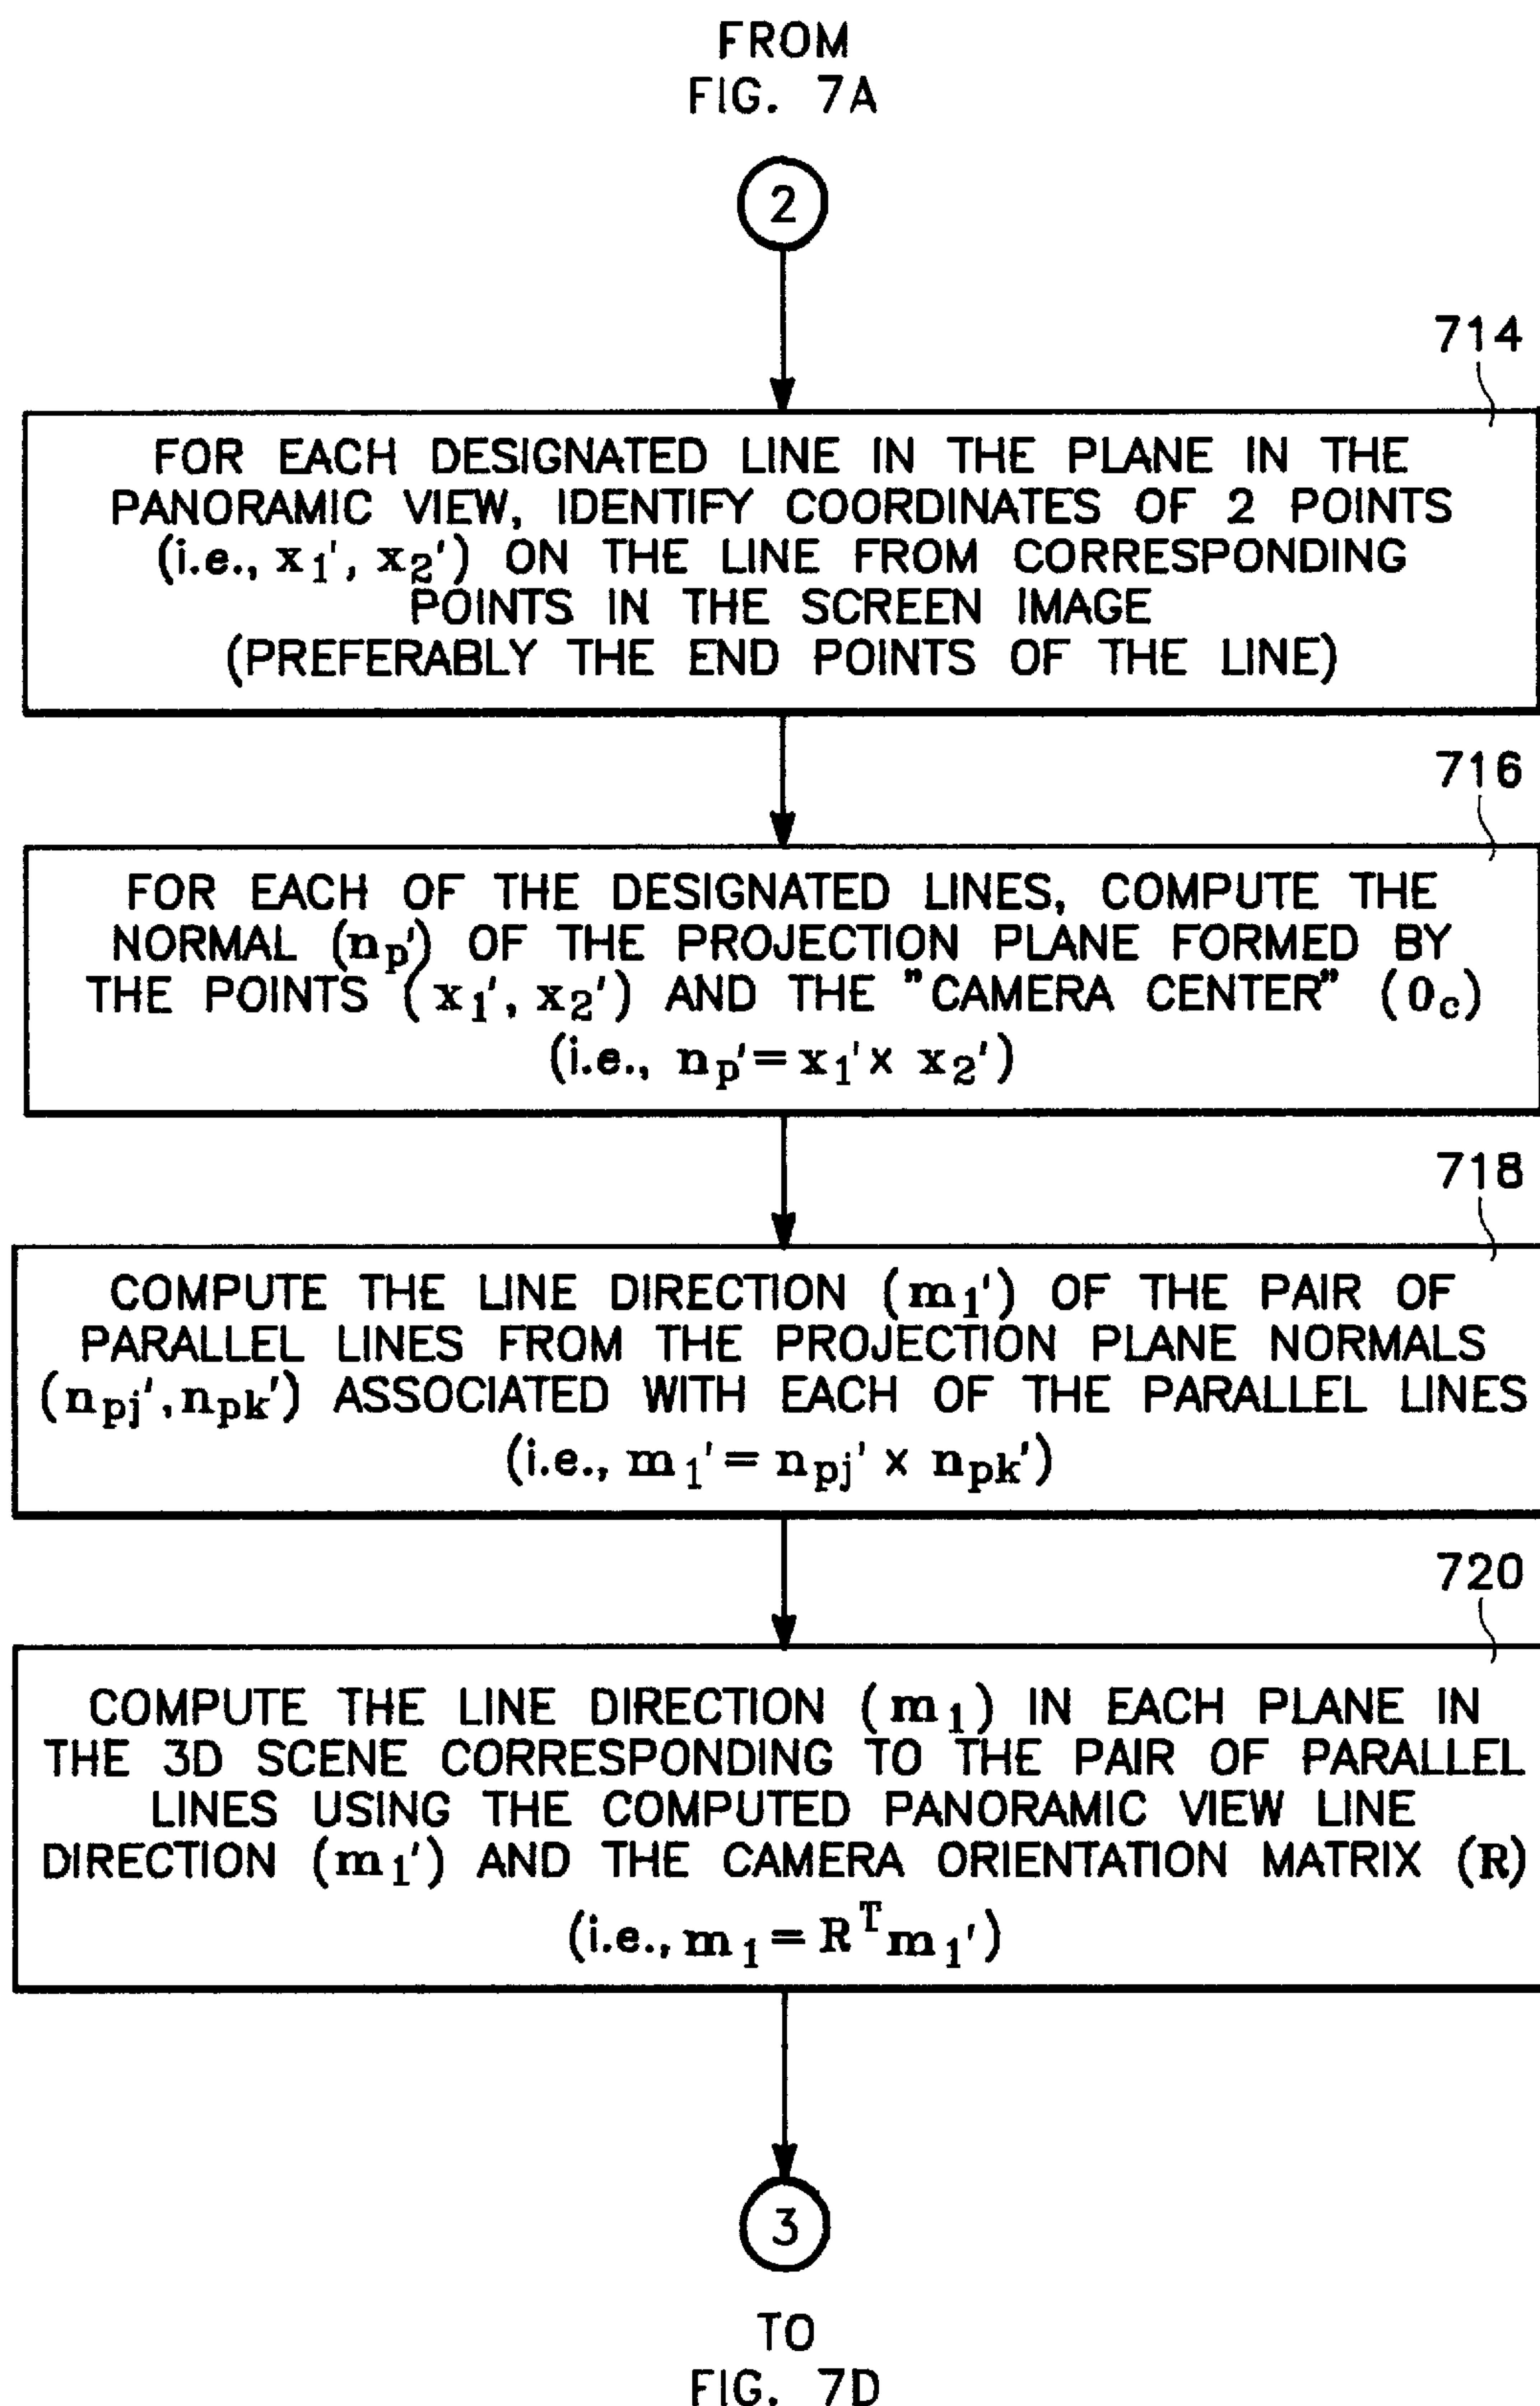 FROM
FIG. 7A
2
714
FOR EACH DESIGNATED LINE IN THE PLANE IN THE
PANORAMIC VIEW, IDENTIFY COORDINATES OF 2 POINTS
(i.e., x₁', x₂') ON THE LINE FROM CORRESPONDING
POINTS IN THE SCREEN IMAGE
(PREFERABLY THE END POINTS OF THE LINE)
716
FOR EACH OF THE DESIGNATED LINES, COMPUTE THE
NORMAL (nₚ') OF THE PROJECTION PLANE FORMED BY
THE POINTS (x₁', x₂') AND THE "CAMERA CENTER" (0_c)
(i.e., nₚ' = x₁' x x₂')
718
COMPUTE THE LINE DIRECTION (m₁') OF THE PAIR OF
PARALLEL LINES FROM THE PROJECTION PLANE NORMALS
(n_pj', n_pk') ASSOCIATED WITH EACH OF THE PARALLEL LINES
(i.e., m₁' = n_pj' x n_pk')
720
COMPUTE THE LINE DIRECTION (m₁) IN EACH PLANE IN
THE 3D SCENE CORRESPONDING TO THE PAIR OF PARALLEL
LINES USING THE COMPUTED PANORAMIC VIEW LINE
DIRECTION (m₁') AND THE CAMERA ORIENTATION MATRIX (R)
(i.e., m₁ = Rᵀm₁')
3
TO
FIG. 7D